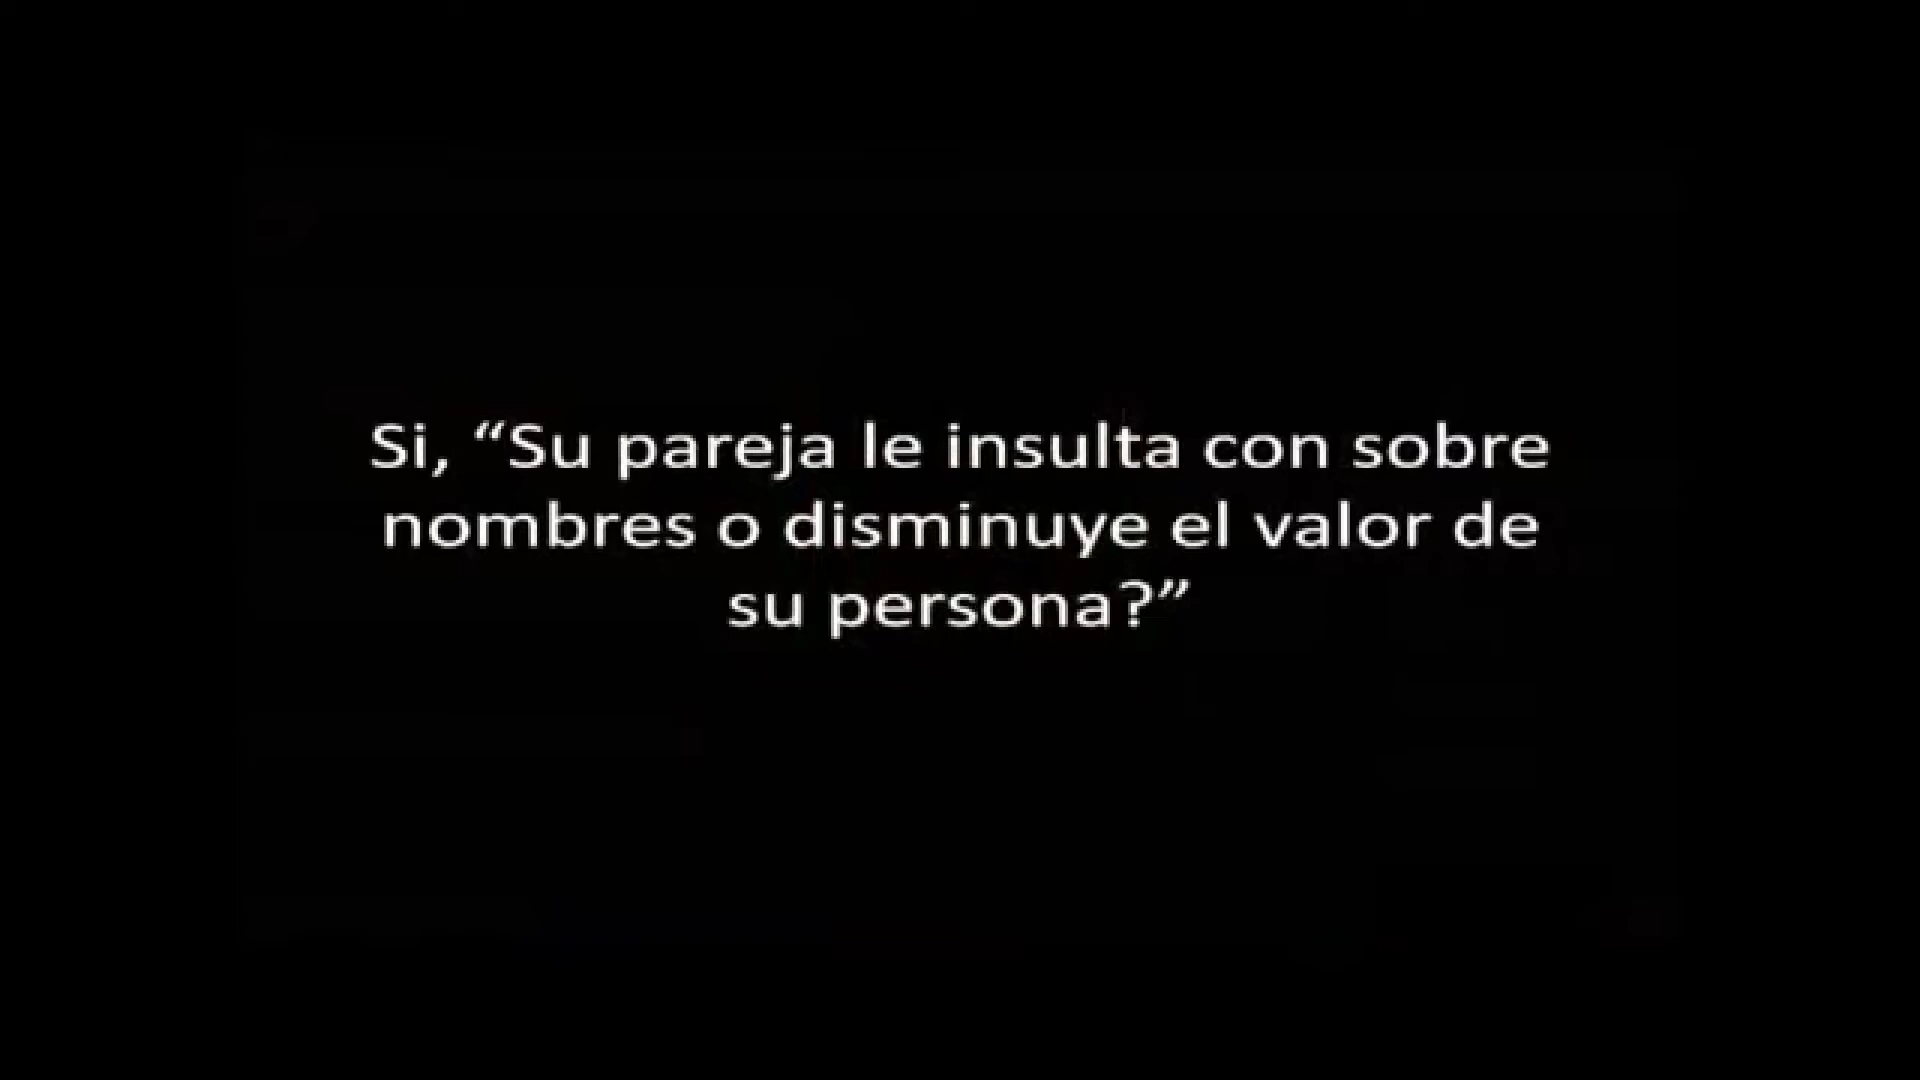 Si, “Su pareja le insulta con sobre
nombres o disminuye el valor de
su persona?”